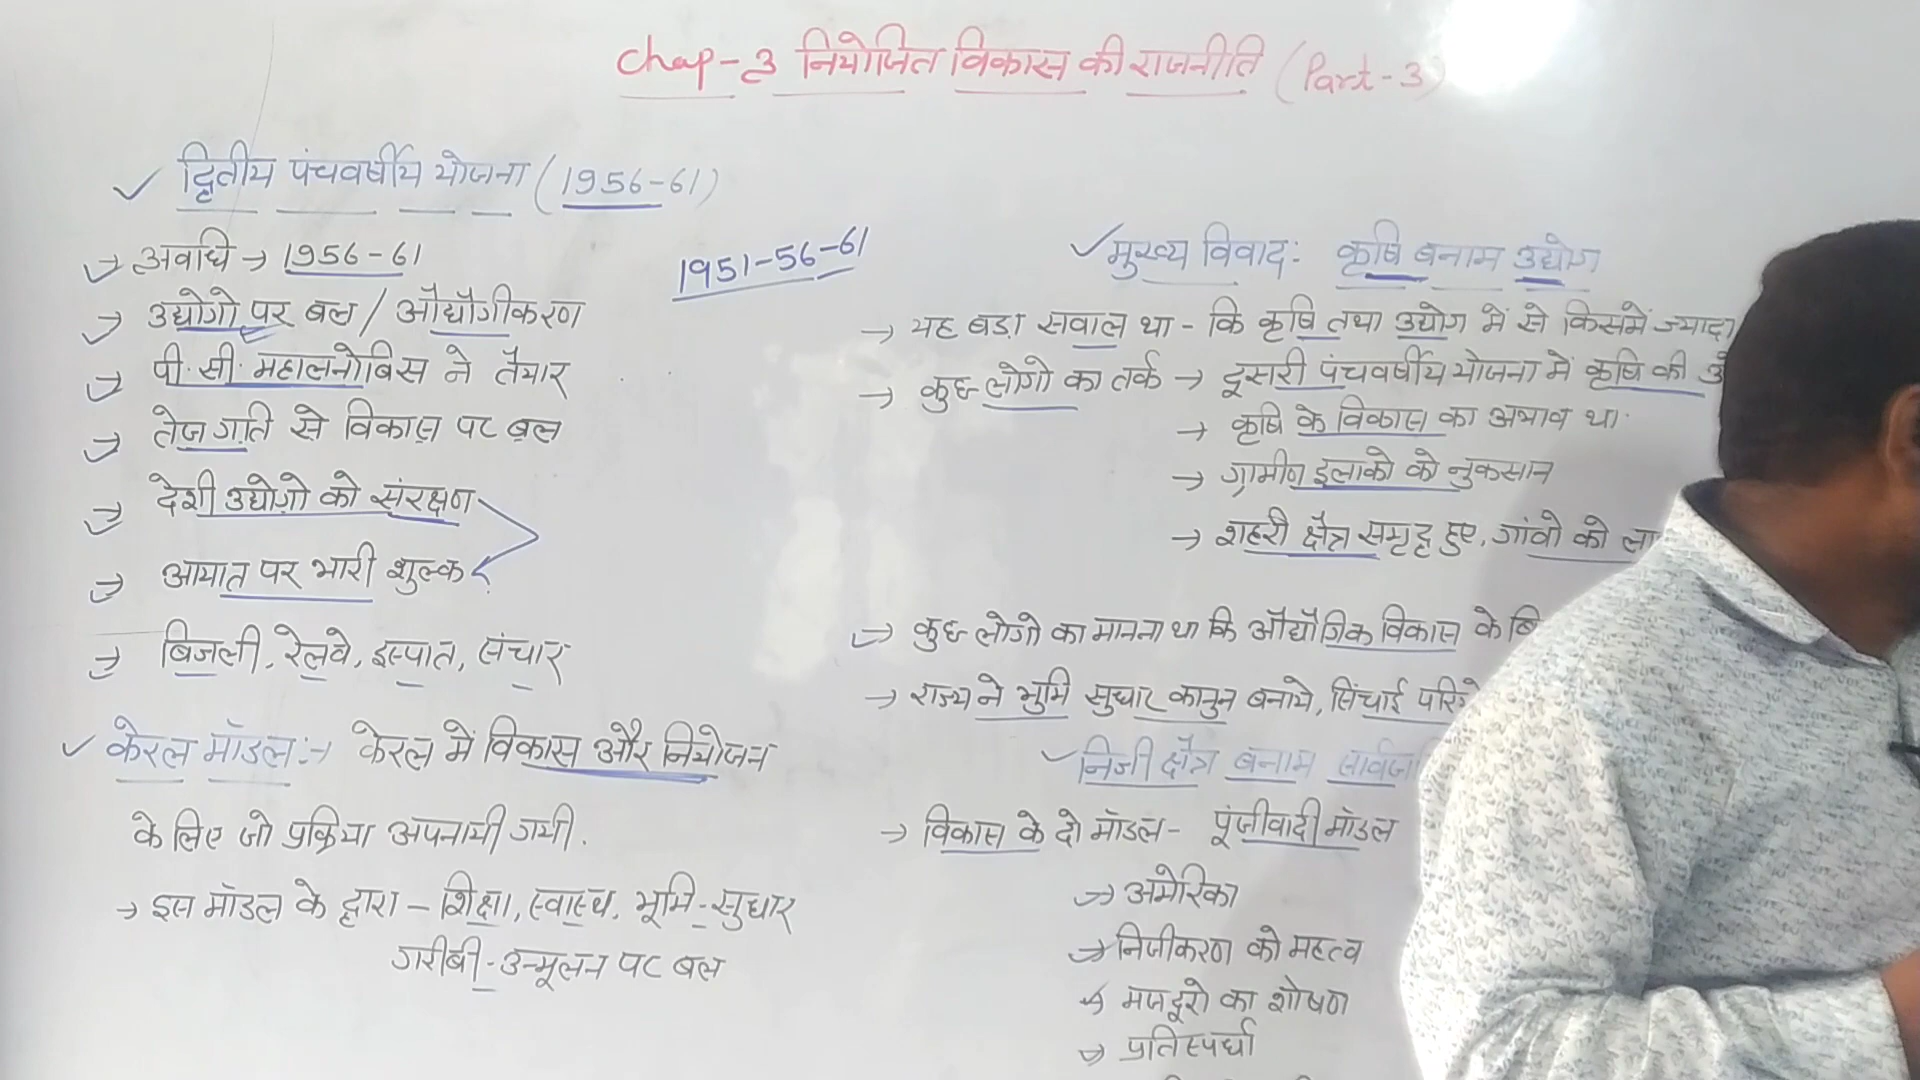 Chap-3 नियोजित विकास की राजनीति (Part-3)
द्वितीय पंचवर्षीय योजना (1956-61)
→ अवधि → 1956-61
→ उद्योगो पर बल / औद्यौगीकरण
→ पी. सी. महालनोबिस ने तैयार
→ तेज गति से विकास पर बल
→ देशी उद्योगो को संरक्षण
→ आयात पर भारी शुल्क
→ बिजली, रेलवे, इस्पात, संचार
केरल मॉडल:→ केरल में विकास और नियोजन
के लिए जो प्रक्रिया अपनायी गयी.
→ इस मॉडल के द्वारा – शिक्षा, स्वास्थ, भूमि-सुधार
गरीबी-उन्मूलन पर बल
1951-56-61
मुख्य विवाद: कृषि बनाम उद्योग
→ यह बड़ा सवाल था - कि कृषि तथा उद्योग में से किसमें ज्यादा
→ कुछ लोगो का तर्क → दूसरी पंचवर्षीय योजना में कृषि की
→ कृषि के विकास का अभाव था.
→ ग्रामीण इलाको को नुकसान
→ शहरी क्षेत्र समृद्ध हुए, गांवो को
→ कुछ लोगो का मानना था कि औद्यौगिक विकास के
→ राज्य ने भुमि सुधार कानुन बनाये, सिंचाई
निजी क्षेत्र बनाम
→ विकास के दो मॉडल- पूंजीवादी मॉडल
→ अमेरिका
→ निजीकरण को महत्व
→ मजदूरो का शोषण
→ प्रतिस्पर्धा